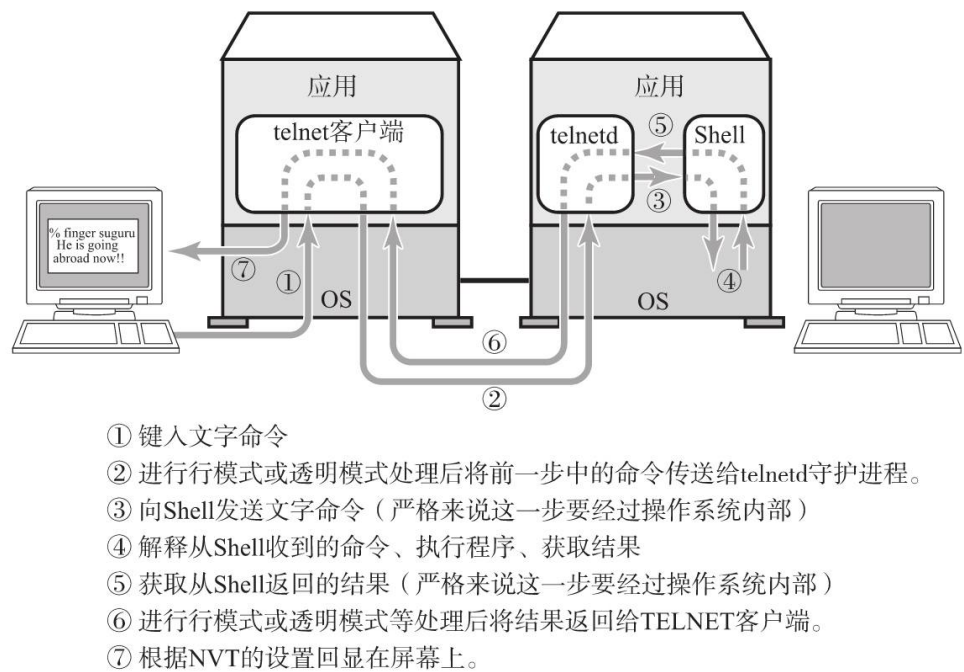 应用
应用
telnet客户端
telnetd
⑤
Shell
③
% finger suguru
He is going
abroad now!!
⑦
①
④
OS
OS
⑥
②
① 键入文字命令
② 进行行模式或透明模式处理后将前一步中的命令传送给telnetd守护进程。
③ 向Shell发送文字命令（严格来说这一步要经过操作系统内部）
④ 解释从Shell收到的命令、执行程序、获取结果
⑤ 获取从Shell返回的结果（严格来说这一步要经过操作系统内部）
⑥ 进行行模式或透明模式等处理后将结果返回给TELNET客户端。
⑦ 根据NVT的设置回显在屏幕上。